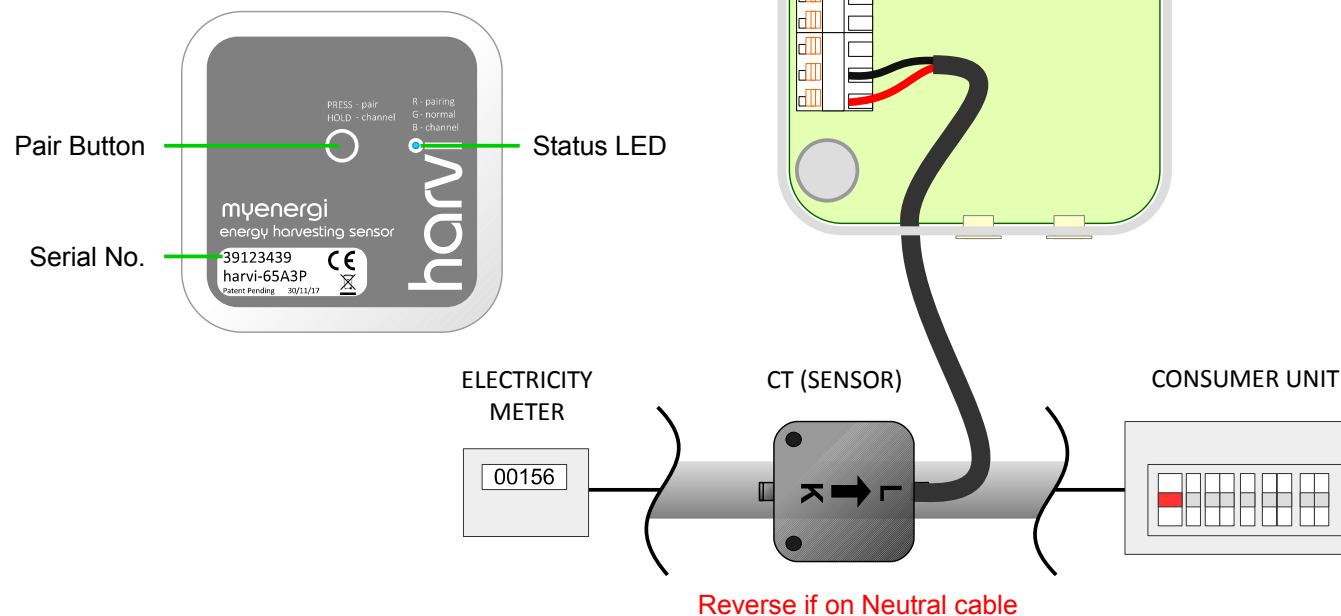 PRESS - pair
HOLD - channel
R - pairing
G - normal
B - channel
Pair Button
Status LED
harvi
myenergi
energy harvesting sensor
Serial No.
39123439
harvi-65A3P
Patent Pending 30/11/17
CE
ELECTRICITY
METER
CT (SENSOR)
CONSUMER UNIT
00156
K
L
Reverse if on Neutral cable